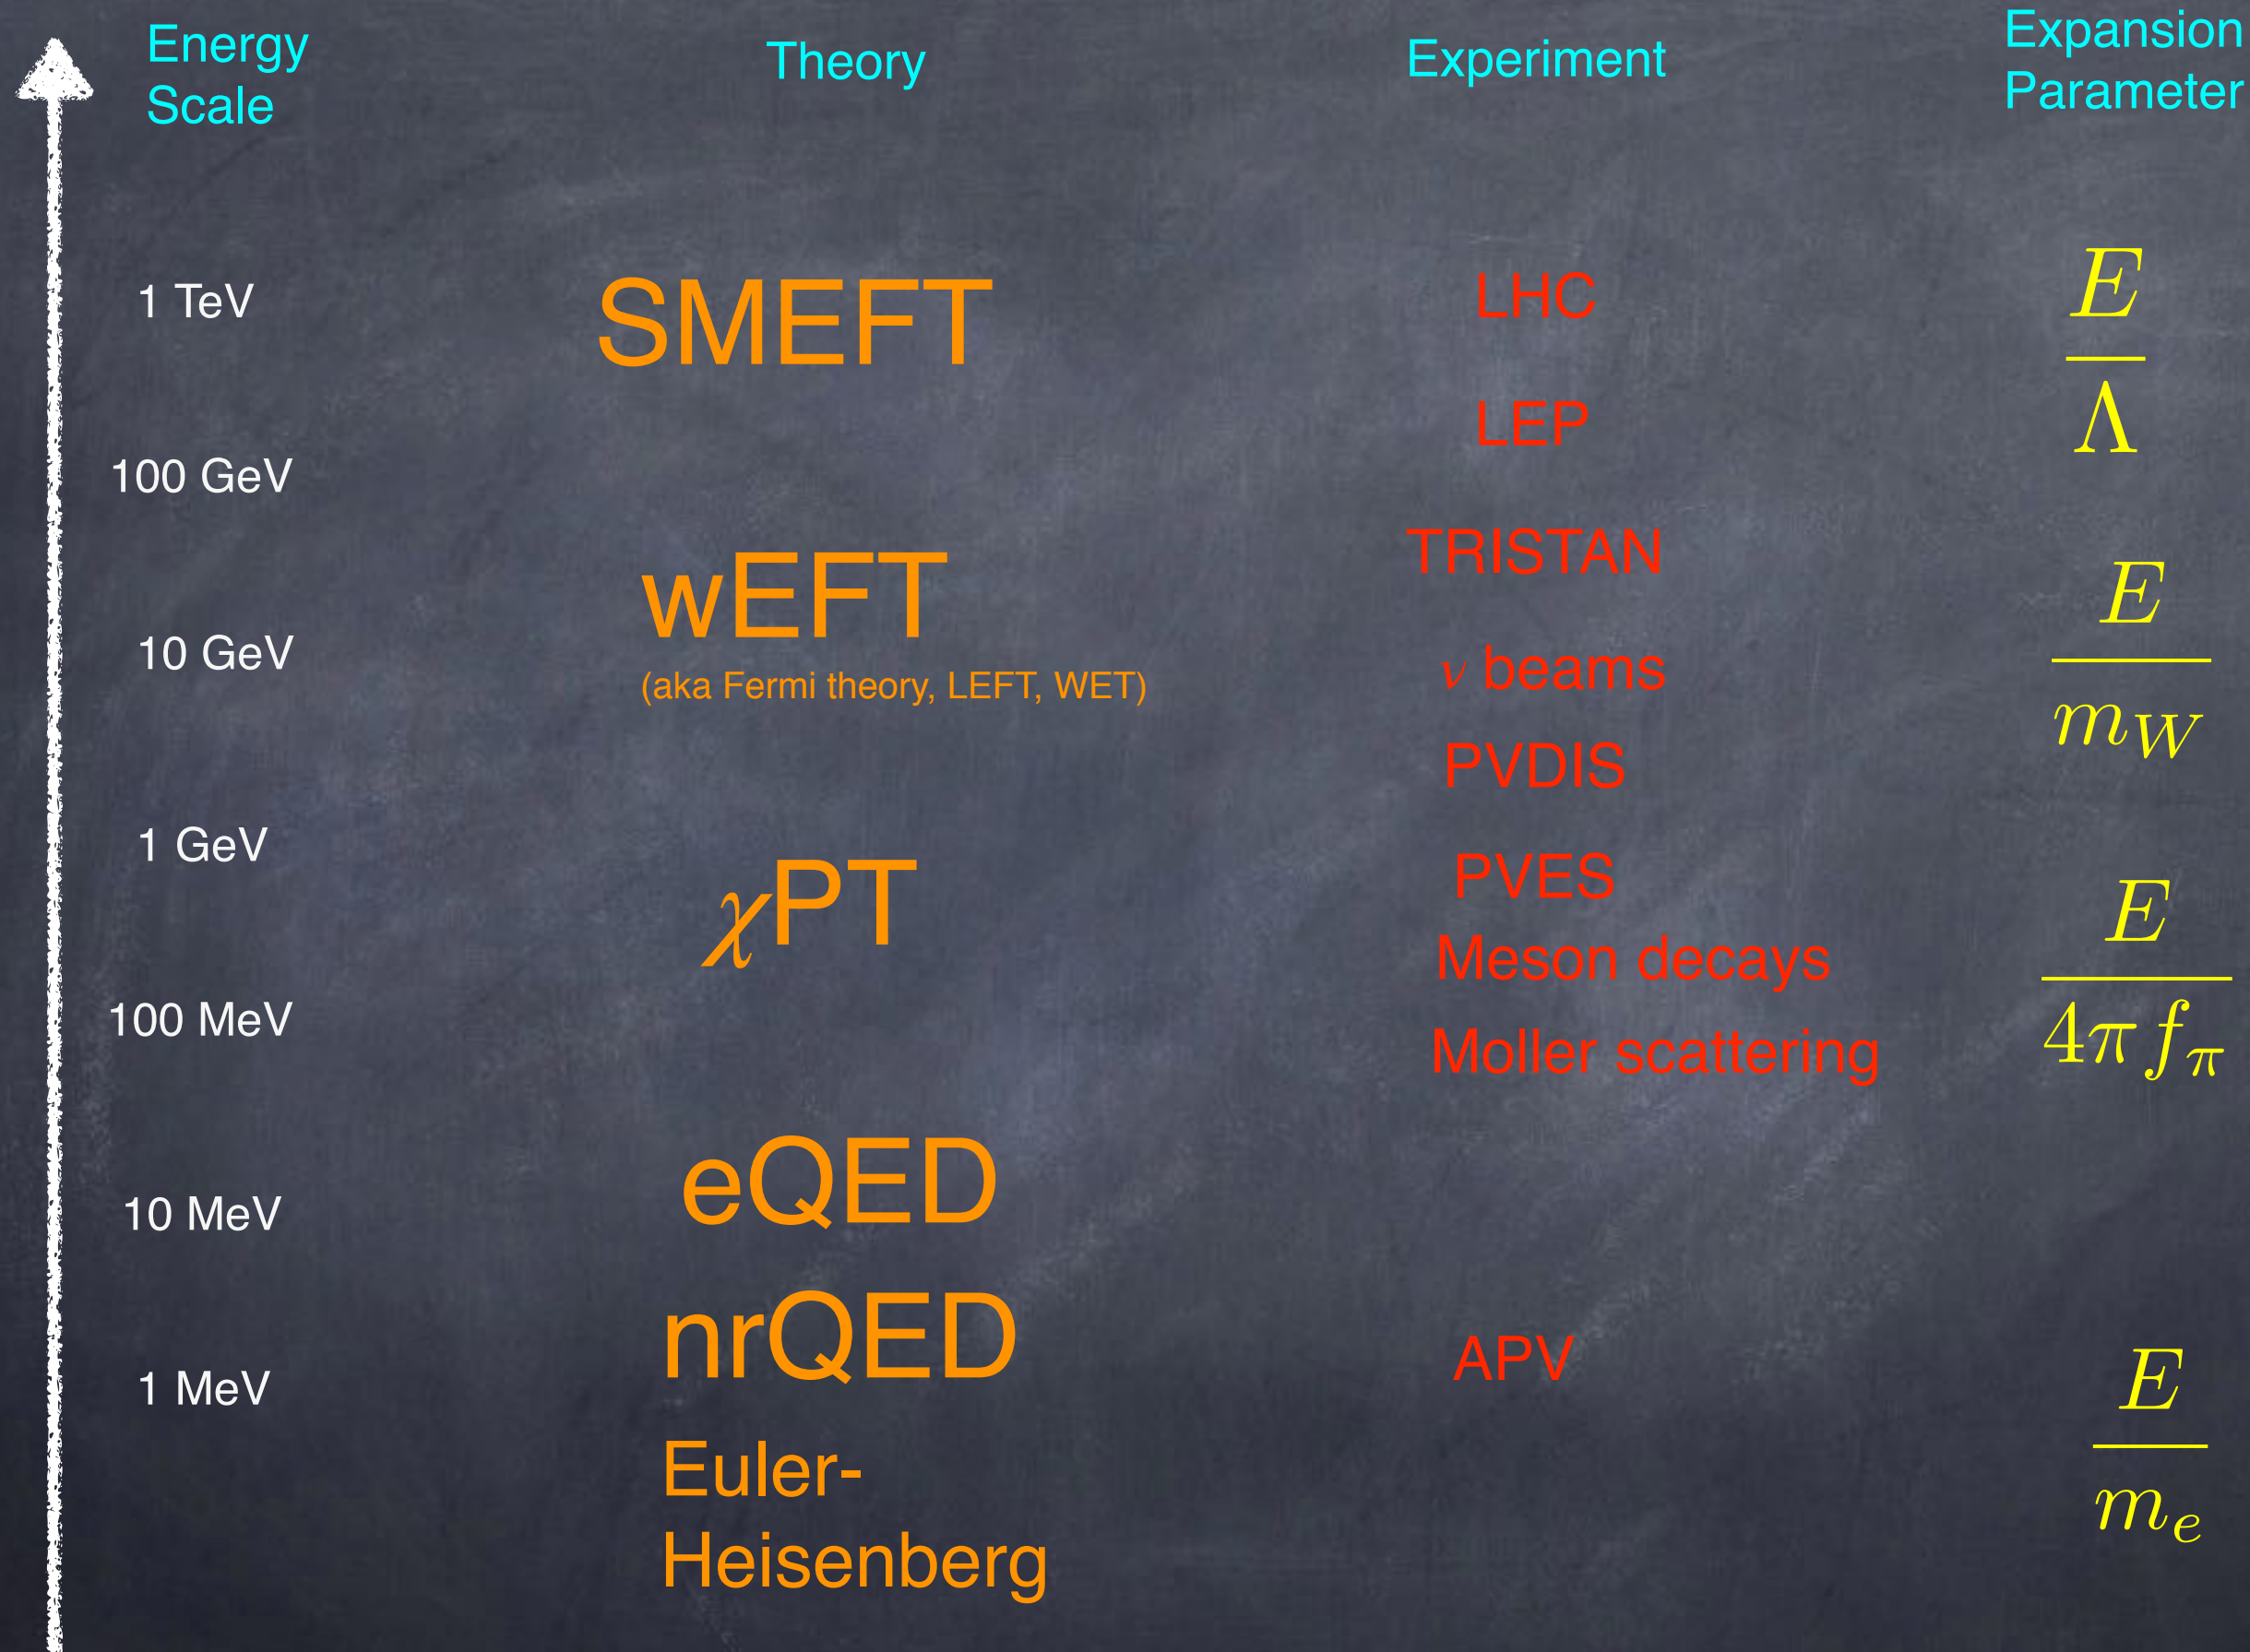 Energy
Scale
Theory
Experiment
Expansion
Parameter
1 TeV
SMEFT
LHC
E
Λ
LEP
100 GeV
wEFT
(aka Fermi theory, LEFT, WET)
TRISTAN
10 GeV
ν beams
E
m_W
PVDIS
1 GeV
χPT
PVES
Meson decays
E
4πf_π
100 MeV
Moller scattering
eQED
10 MeV
nrQED
APV
1 MeV
E
m_e
Euler-
Heisenberg